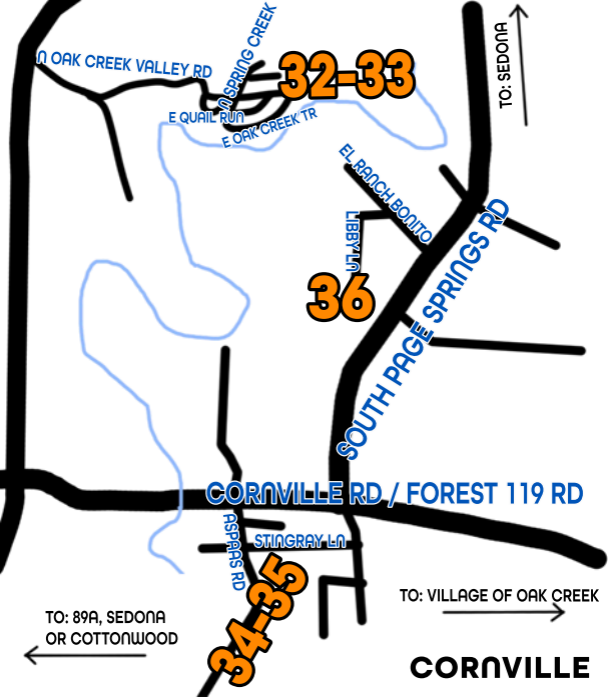 N OAK CREEK VALLEY RD
N SPRING CREEK
32-33
TO: SEDONA
E QUAIL RUN
E OAK CREEK TR
EL RANCH BONITO
LIBBY LN
36
SOUTH PAGE SPRINGS RD
CORNVILLE RD / FOREST 119 RD
ASPAAS RD
STINGRAY LN
34-35
TO: VILLAGE OF OAK CREEK
TO: 89A, SEDONA
OR COTTONWOOD
CORNVILLE